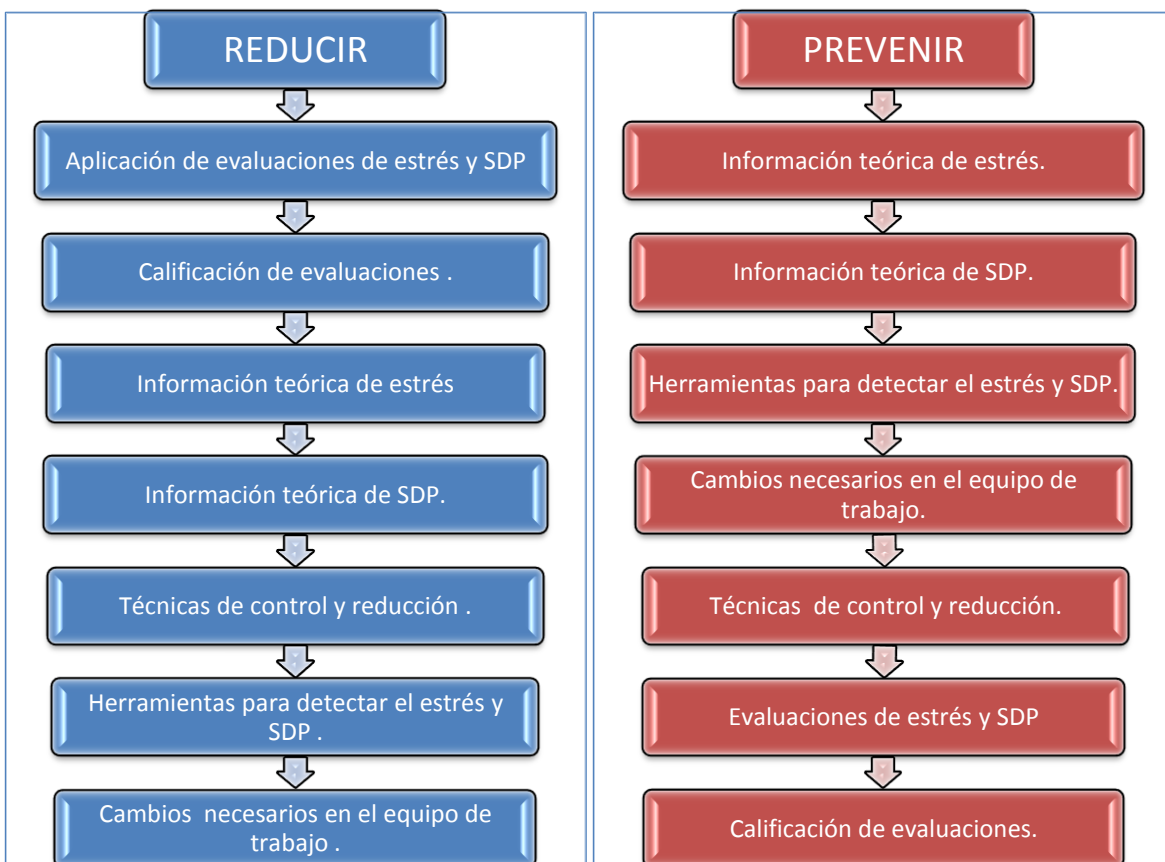 REDUCIR
Aplicación de evaluaciones de estrés y SDP
Calificación de evaluaciones .
Información teórica de estrés
Información teórica de SDP.
Técnicas de control y reducción .
Herramientas para detectar el estrés y
SDP .
Cambios necesarios en el equipo de
trabajo .
PREVENIR
Información teórica de estrés.
Información teórica de SDP.
Herramientas para detectar el estrés y SDP.
Cambios necesarios en el equipo de
trabajo.
Técnicas de control y reducción.
Evaluaciones de estrés y SDP
Calificación de evaluaciones.